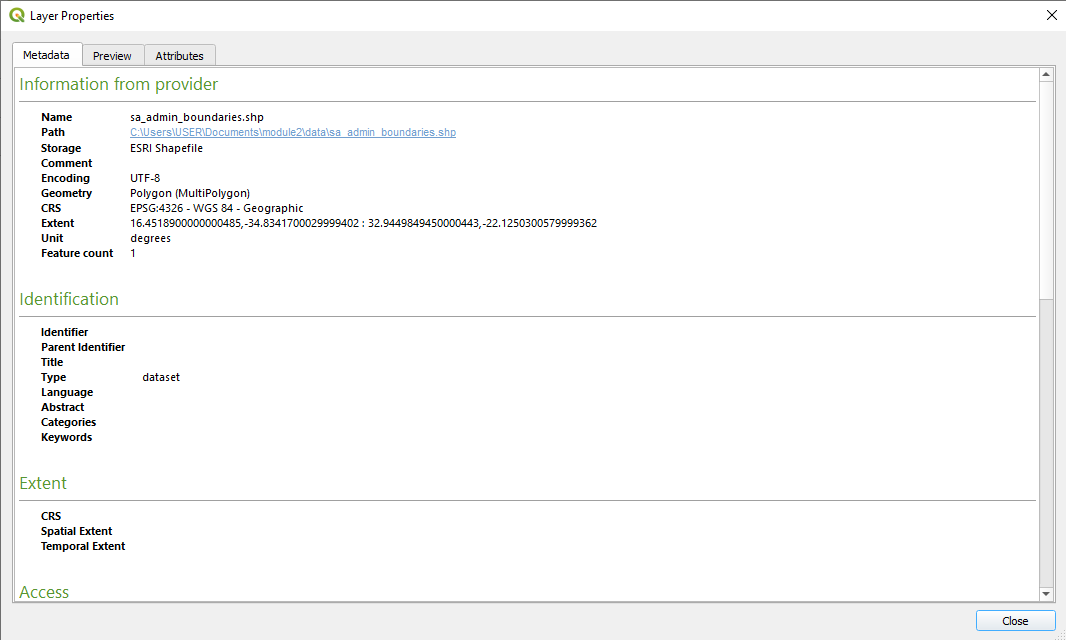 Layer Properties
Metadata Preview Attributes
Information from provider
Name sa_admin_boundaries.shp
Path C:\Users\USER\Documents\module2\data\sa_admin_boundaries.shp
Storage ESRI Shapefile
Comment
Encoding UTF-8
Geometry Polygon (MultiPolygon)
CRS EPSG:4326 - WGS 84 - Geographic
Extent 16.4518900000000485,-34.8341700029999402 : 32.9449849450000443,-22.1250300579999362
Unit degrees
Feature count 1
Identification
Identifier
Parent Identifier
Title
Type dataset
Language
Abstract
Categories
Keywords
Extent
CRS
Spatial Extent
Temporal Extent
Access
Close